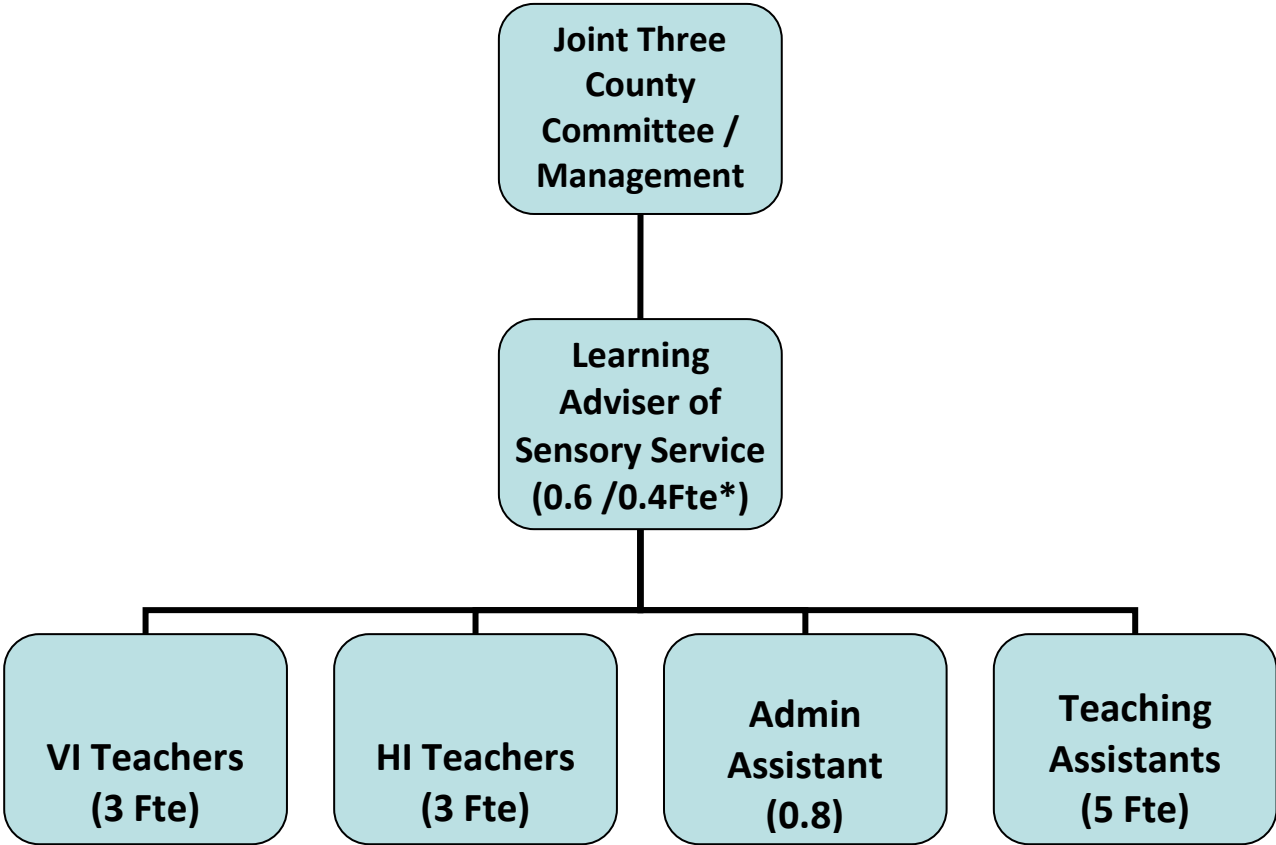 Joint Three
County
Committee /
Management
Learning
Adviser of
Sensory Service
(0.6 /0.4Fte*)
VI Teachers
(3 Fte)
HI Teachers
(3 Fte)
Admin
Assistant
(0.8)
Teaching
Assistants
(5 Fte)